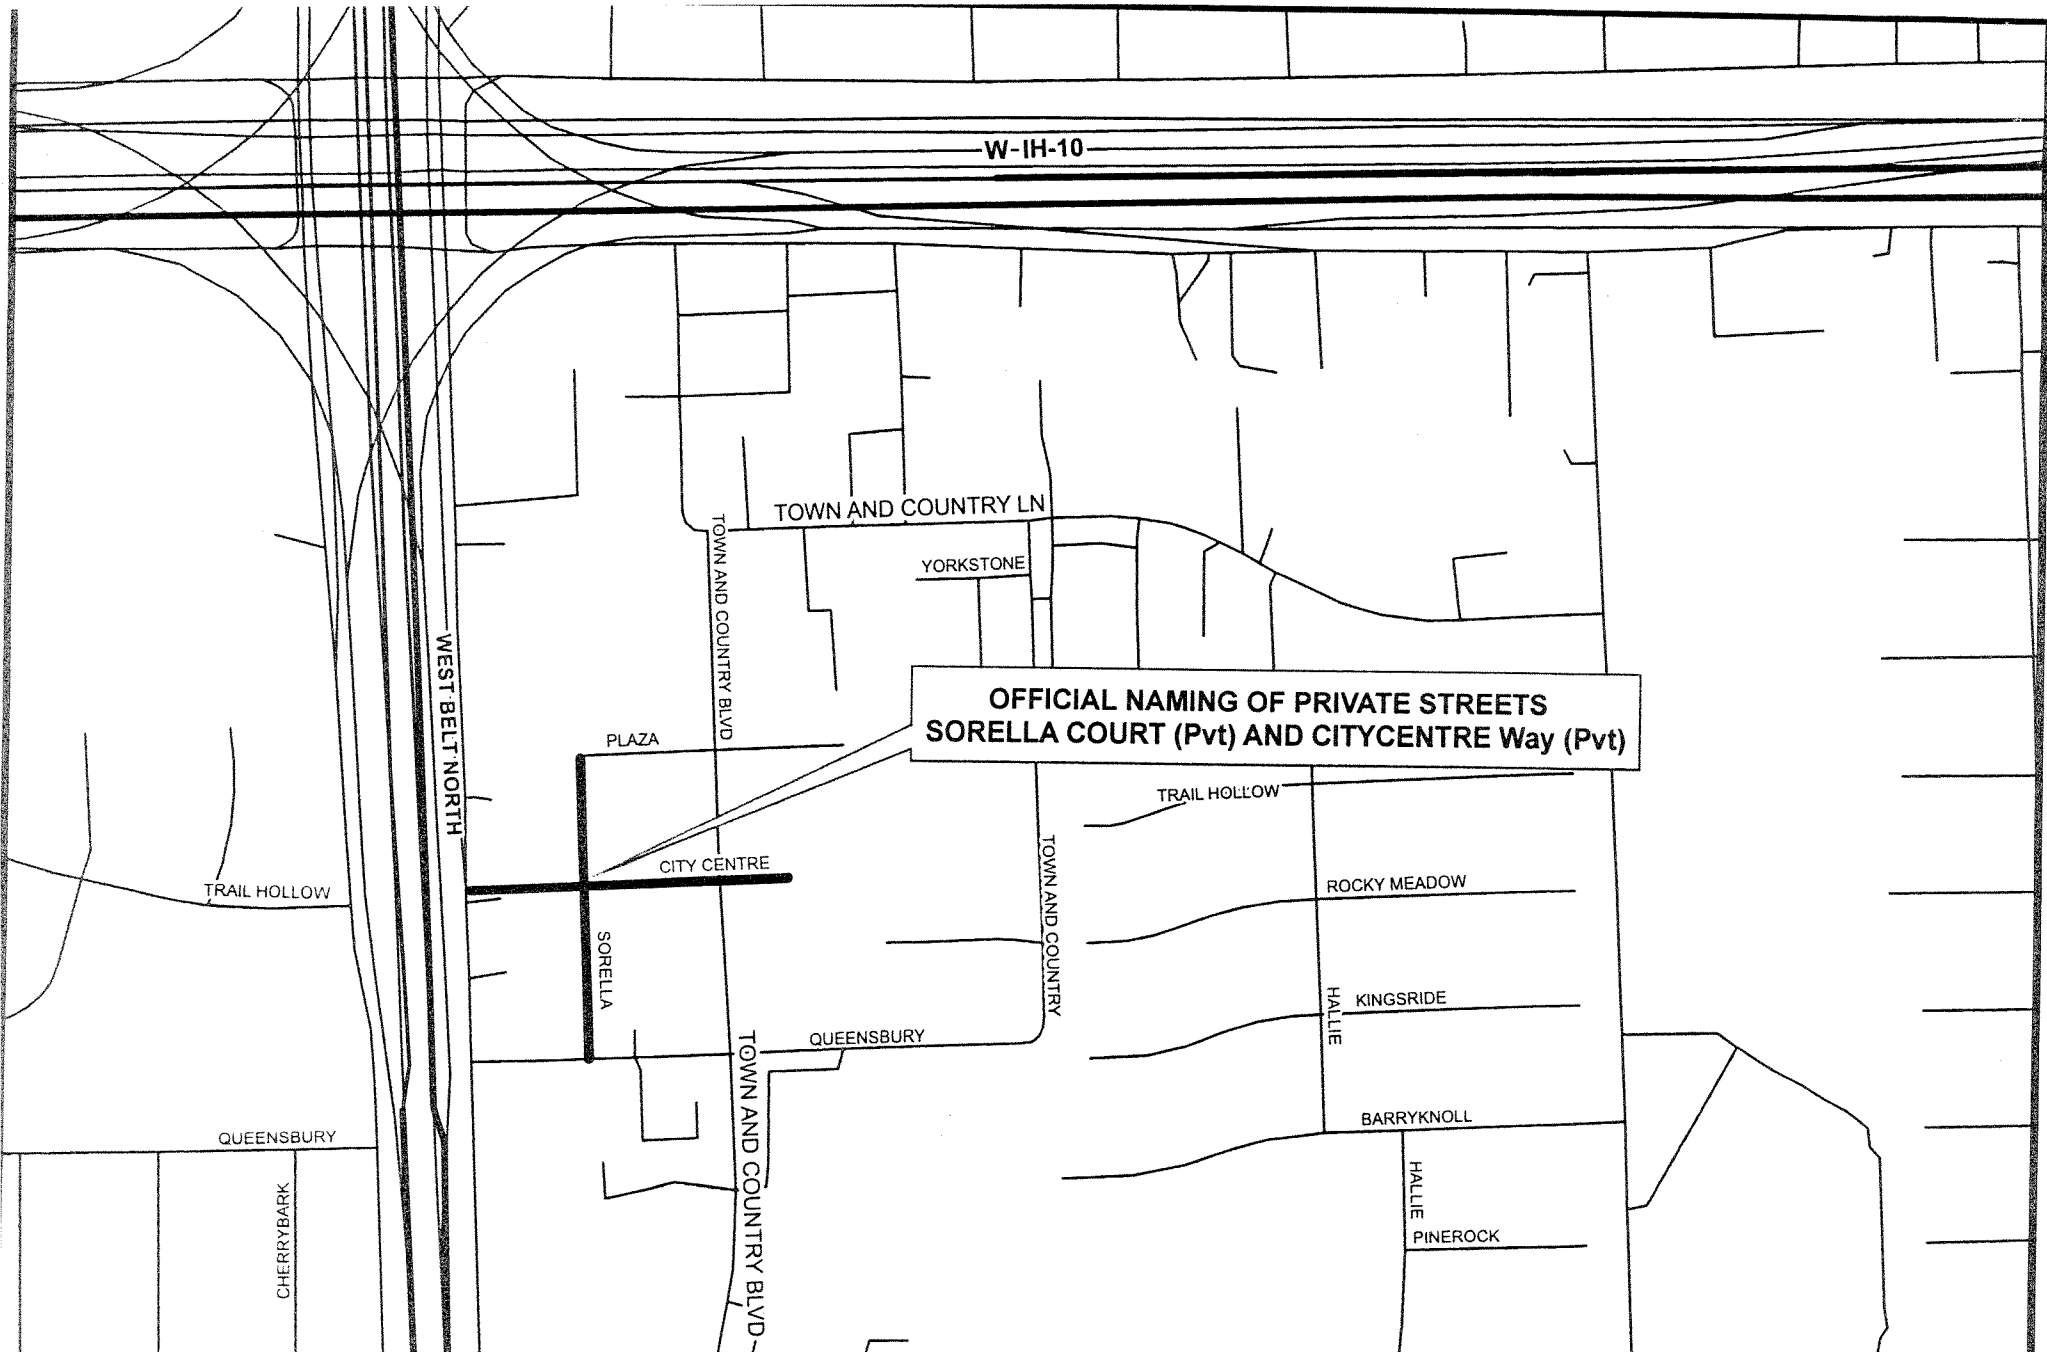 W-IH-10
TOWN AND COUNTRY LN
TOWN AND COUNTRY BLVD
YORKSTONE
WEST BELT NORTH
OFFICIAL NAMING OF PRIVATE STREETS
SORELLA COURT (Pvt) AND CITYCENTRE Way (Pvt)
PLAZA
TRAIL HOLLOW
CITY CENTRE
TOWN AND COUNTRY
TRAIL HOLLOW
ROCKY MEADOW
SORELLA
HALLIE
KINGSRIDE
QUEENSBURY
TOWN AND COUNTRY BLVD
QUEENSBURY
BARRYKNOLL
CHERRYBARK
HALLIE
PINEROCK